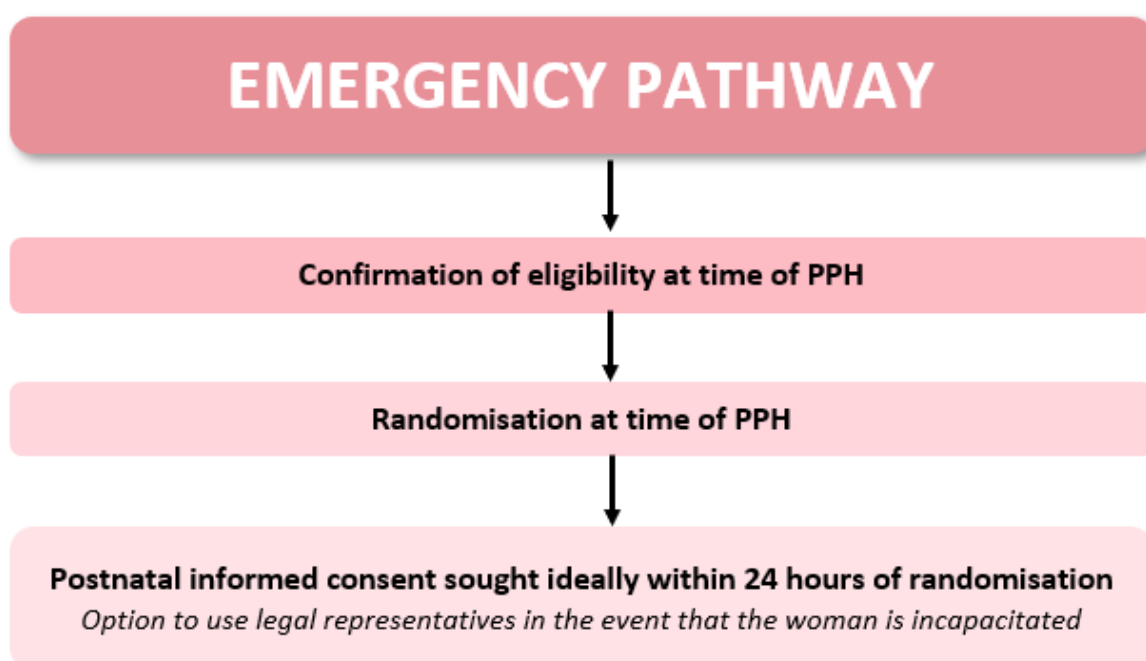 EMERGENCY PATHWAY
Confirmation of eligibility at time of PPH
Randomisation at time of PPH
Postnatal informed consent sought ideally within 24 hours of randomisation
Option to use legal representatives in the event that the woman is incapacitated